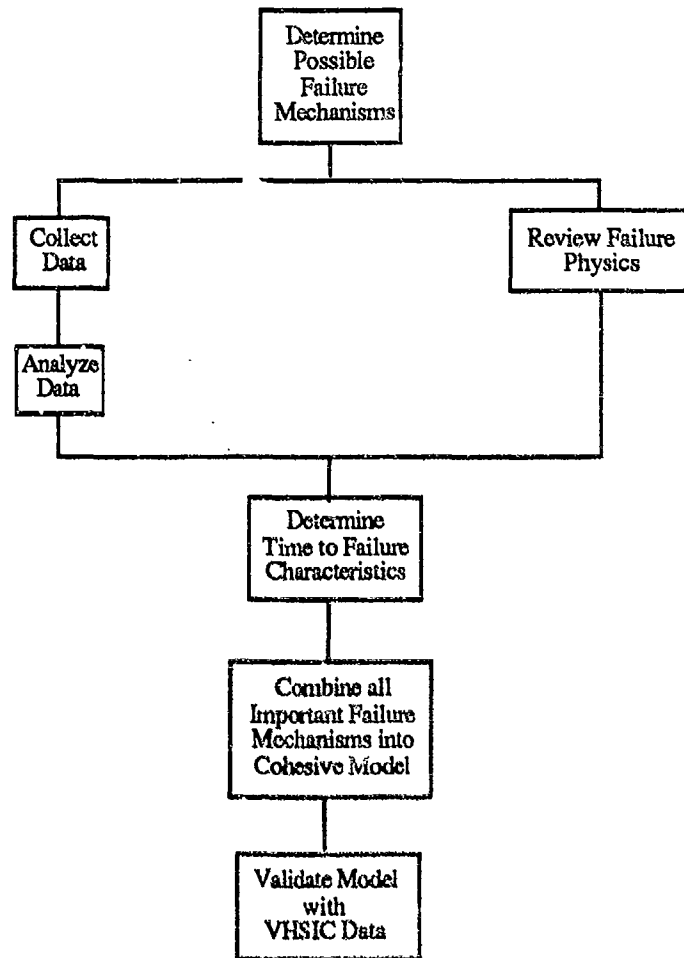 Determine
Possible
Failure
Mechanisms
Collect
Data
Review Failure
Physics
Analyze
Data
Determine
Time to Failure
Characteristics
Combine all
Important Failure
Mechanisms into
Cohesive Model
Validate Model
with
VHSIC Data